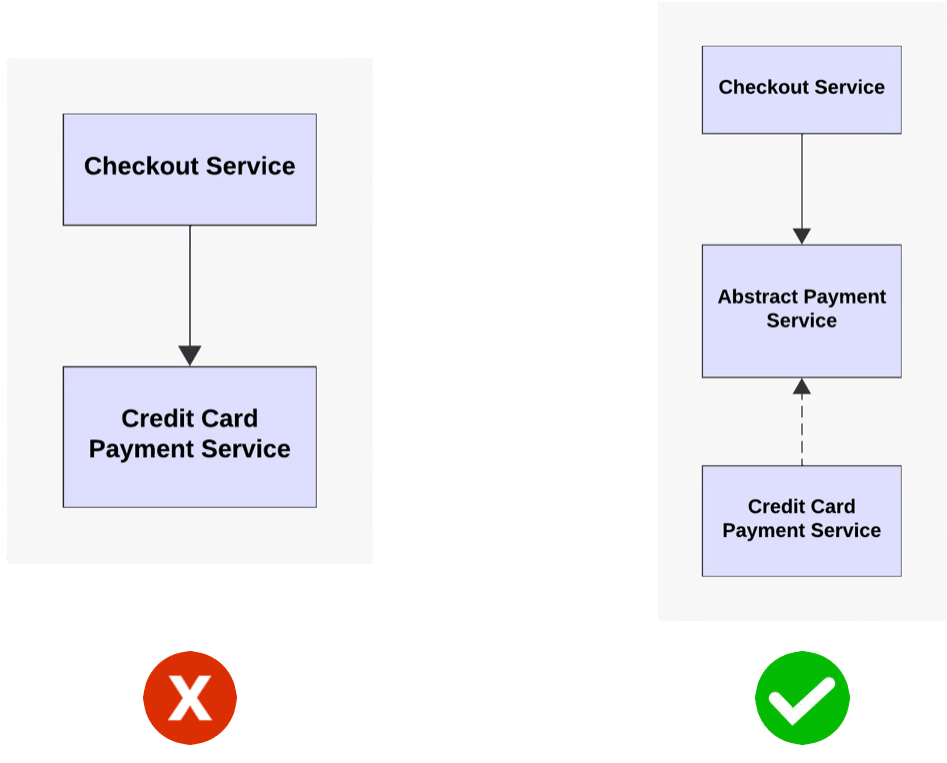 Checkout Service
Credit Card
Payment Service
X
Checkout Service
Abstract Payment
Service
Credit Card
Payment Service